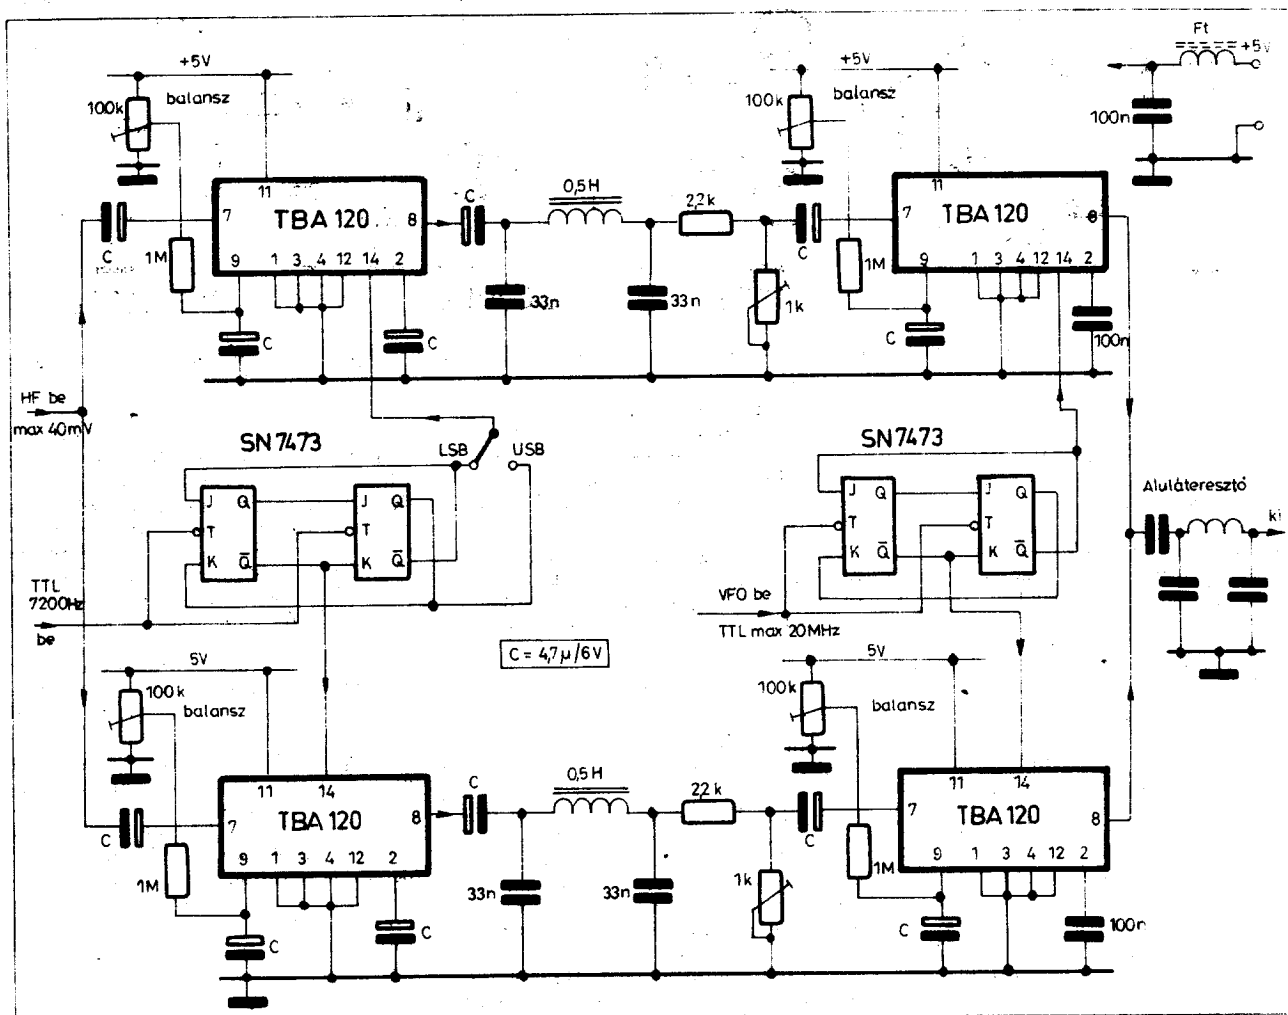 Ft
+5V
+5V
+5V
100k
balansz
100k
balansz
100n
11
11
0,5H
C
TBA 120
7
8
2,2k
TBA 120
7
8
C
1M
9 1 3 4 12 14 2
C
1M
9 1 3 4 12 14 2
C
C
33n
33n
1k
C
100n
HF be
max 40mV
SN7473
LSB
USB
SN7473
Aluláteresztő
ki
J Q
T
K Q̅
J Q
T
K Q̅
J Q
T
K Q̅
J Q
T
K Q̅
TTL
7200Hz
be
VFO be
TTL max 20MHz
C = 4,7µ/6V
5V
5V
100k
balansz
100k
balansz
11 14
11 14
C
0,5H
2,2k
7
TBA 120
8
7
TBA 120
8
C
C
1M
9 1 3 4 12 2
1M
9 1 3 4 12 2
C
C
33n
33n
1k
C
100n